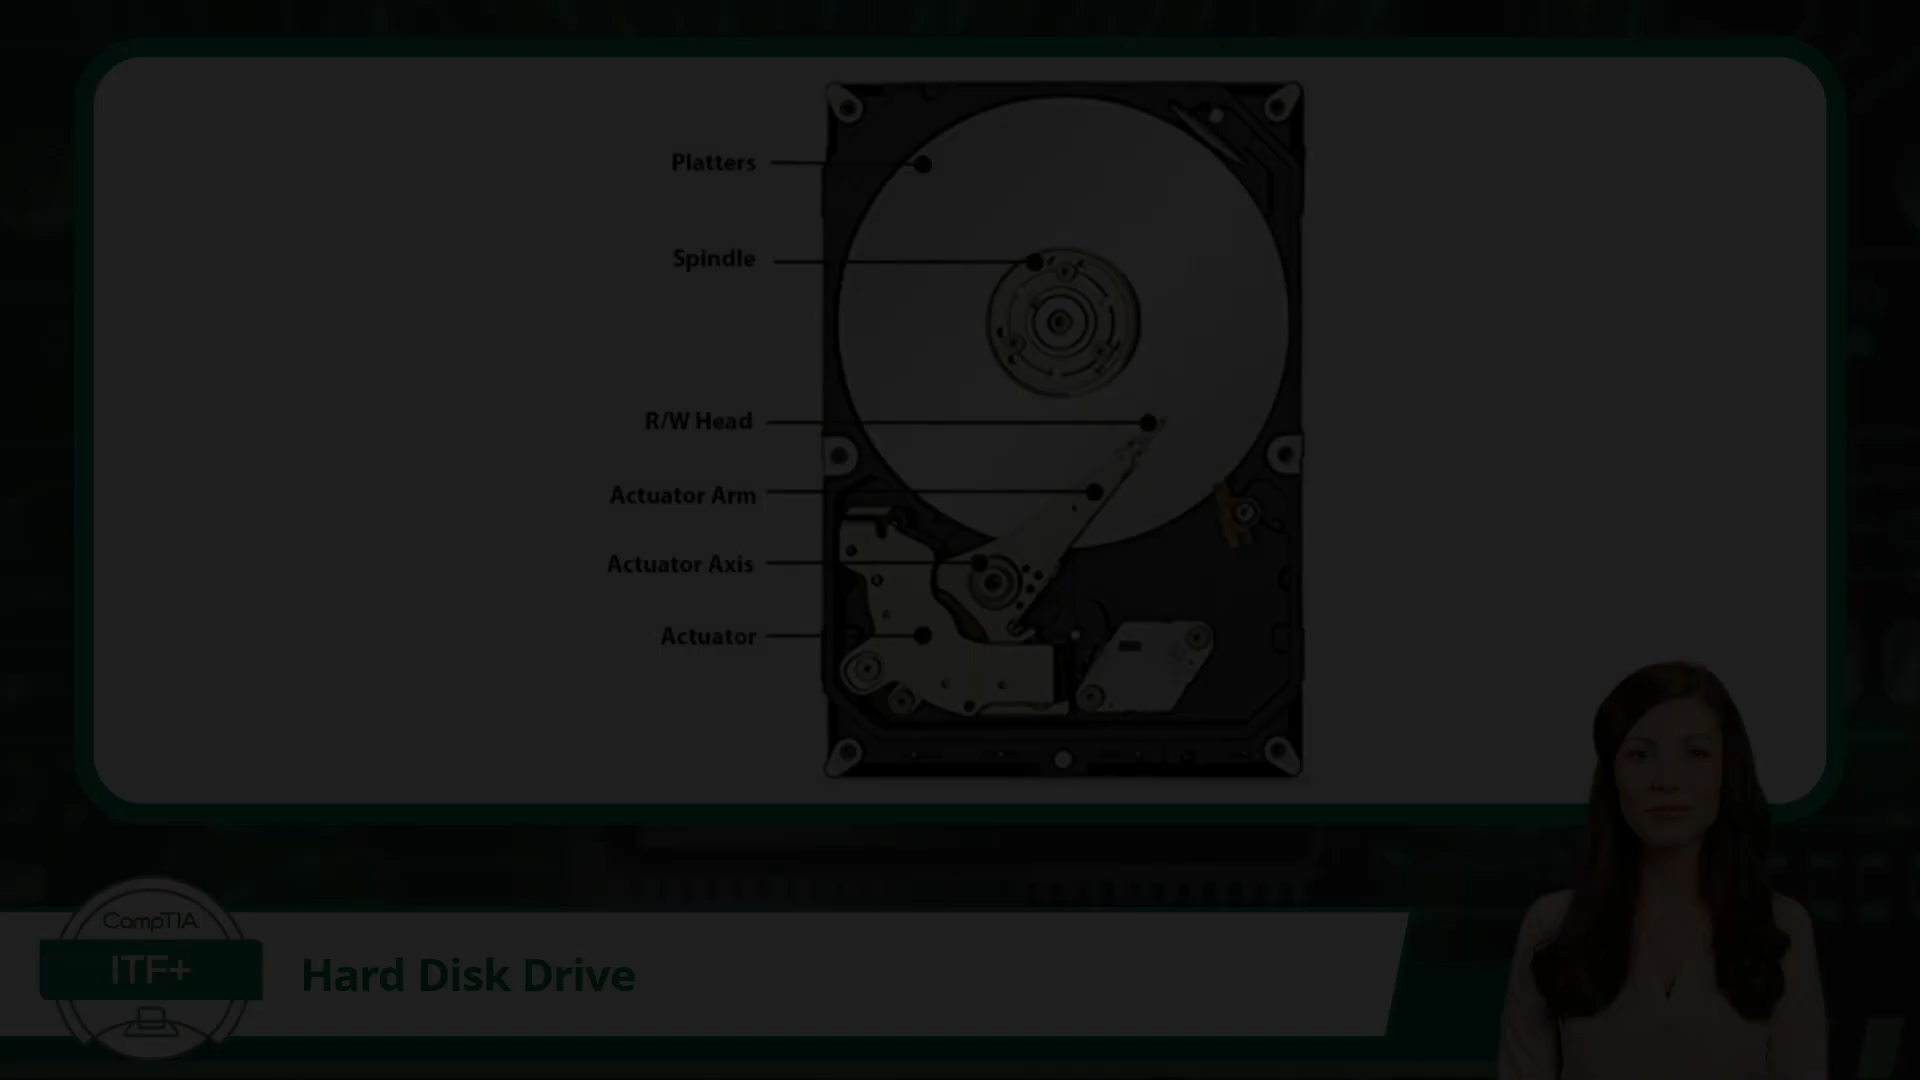 Platters
Spindle
R/W Head
Actuator Arm
Actuator Axis
Actuator
CompTIA
ITF+
Hard Disk Drive